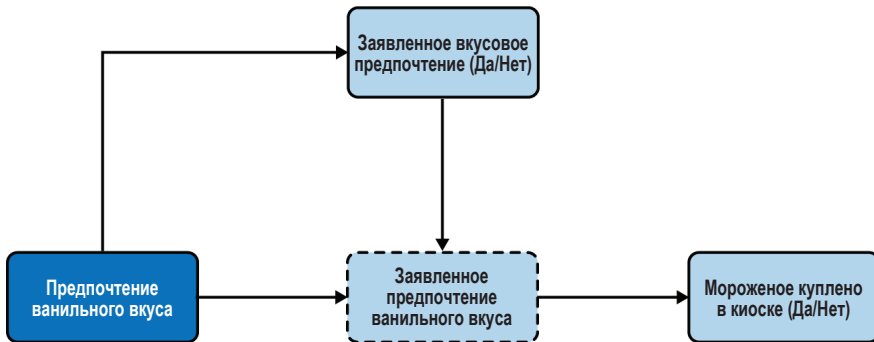 Заявленное вкусовое
предпочтение (Да/Нет)
Предпочтение
ванильного вкуса
Заявленное
предпочтение
ванильного вкуса
Мороженое куплено
в киоске (Да/Нет)